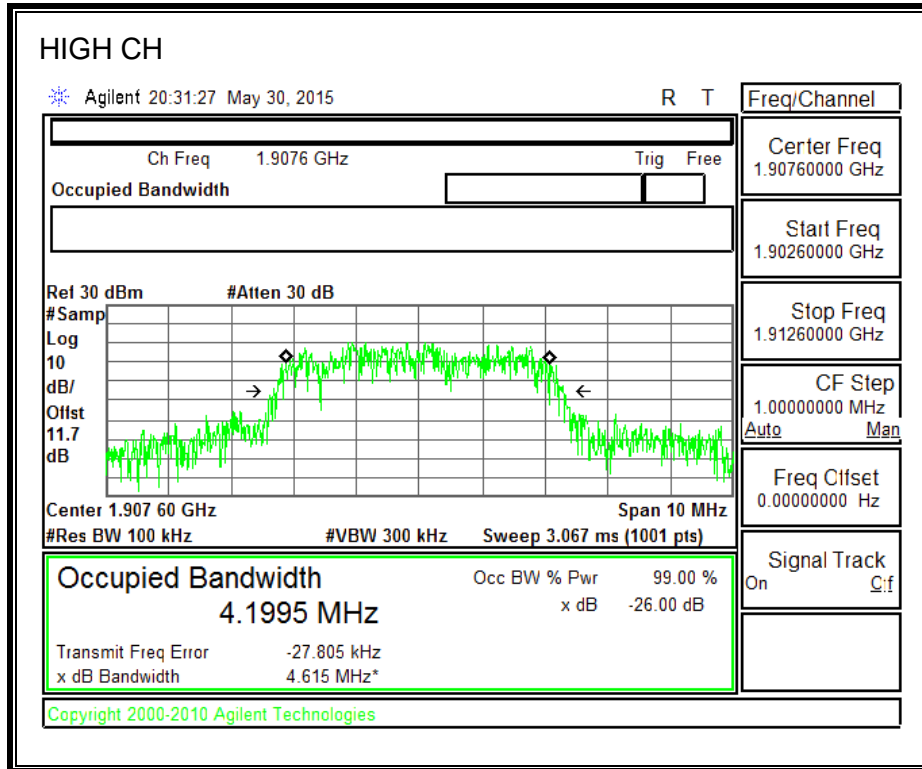 HIGH CH
Agilent 20:31:27 May 30, 2015 R T
Freq/Channel
Ch Freq 1.9076 GHz Trig Free
Occupied Bandwidth
Center Freq
1.90760000 GHz
Start Freq
1.90260000 GHz
Stop Freq
1.91260000 GHz
CF Step
1.00000000 MHz
Auto Man
Freq Offset
0.00000000 Hz
Signal Track
On Off
Ref 30 dBm #Atten 30 dB
#Samp
Log
10
dB/
Offst
11.7
dB
Center 1.907 60 GHz Span 10 MHz
#Res BW 100 kHz #VBW 300 kHz Sweep 3.067 ms (1001 pts)
Occupied Bandwidth Occ BW % Pwr 99.00 %
4.1995 MHz x dB -26.00 dB
Transmit Freq Error -27.805 kHz
x dB Bandwidth 4.615 MHz*
Copyright 2000-2010 Agilent Technologies